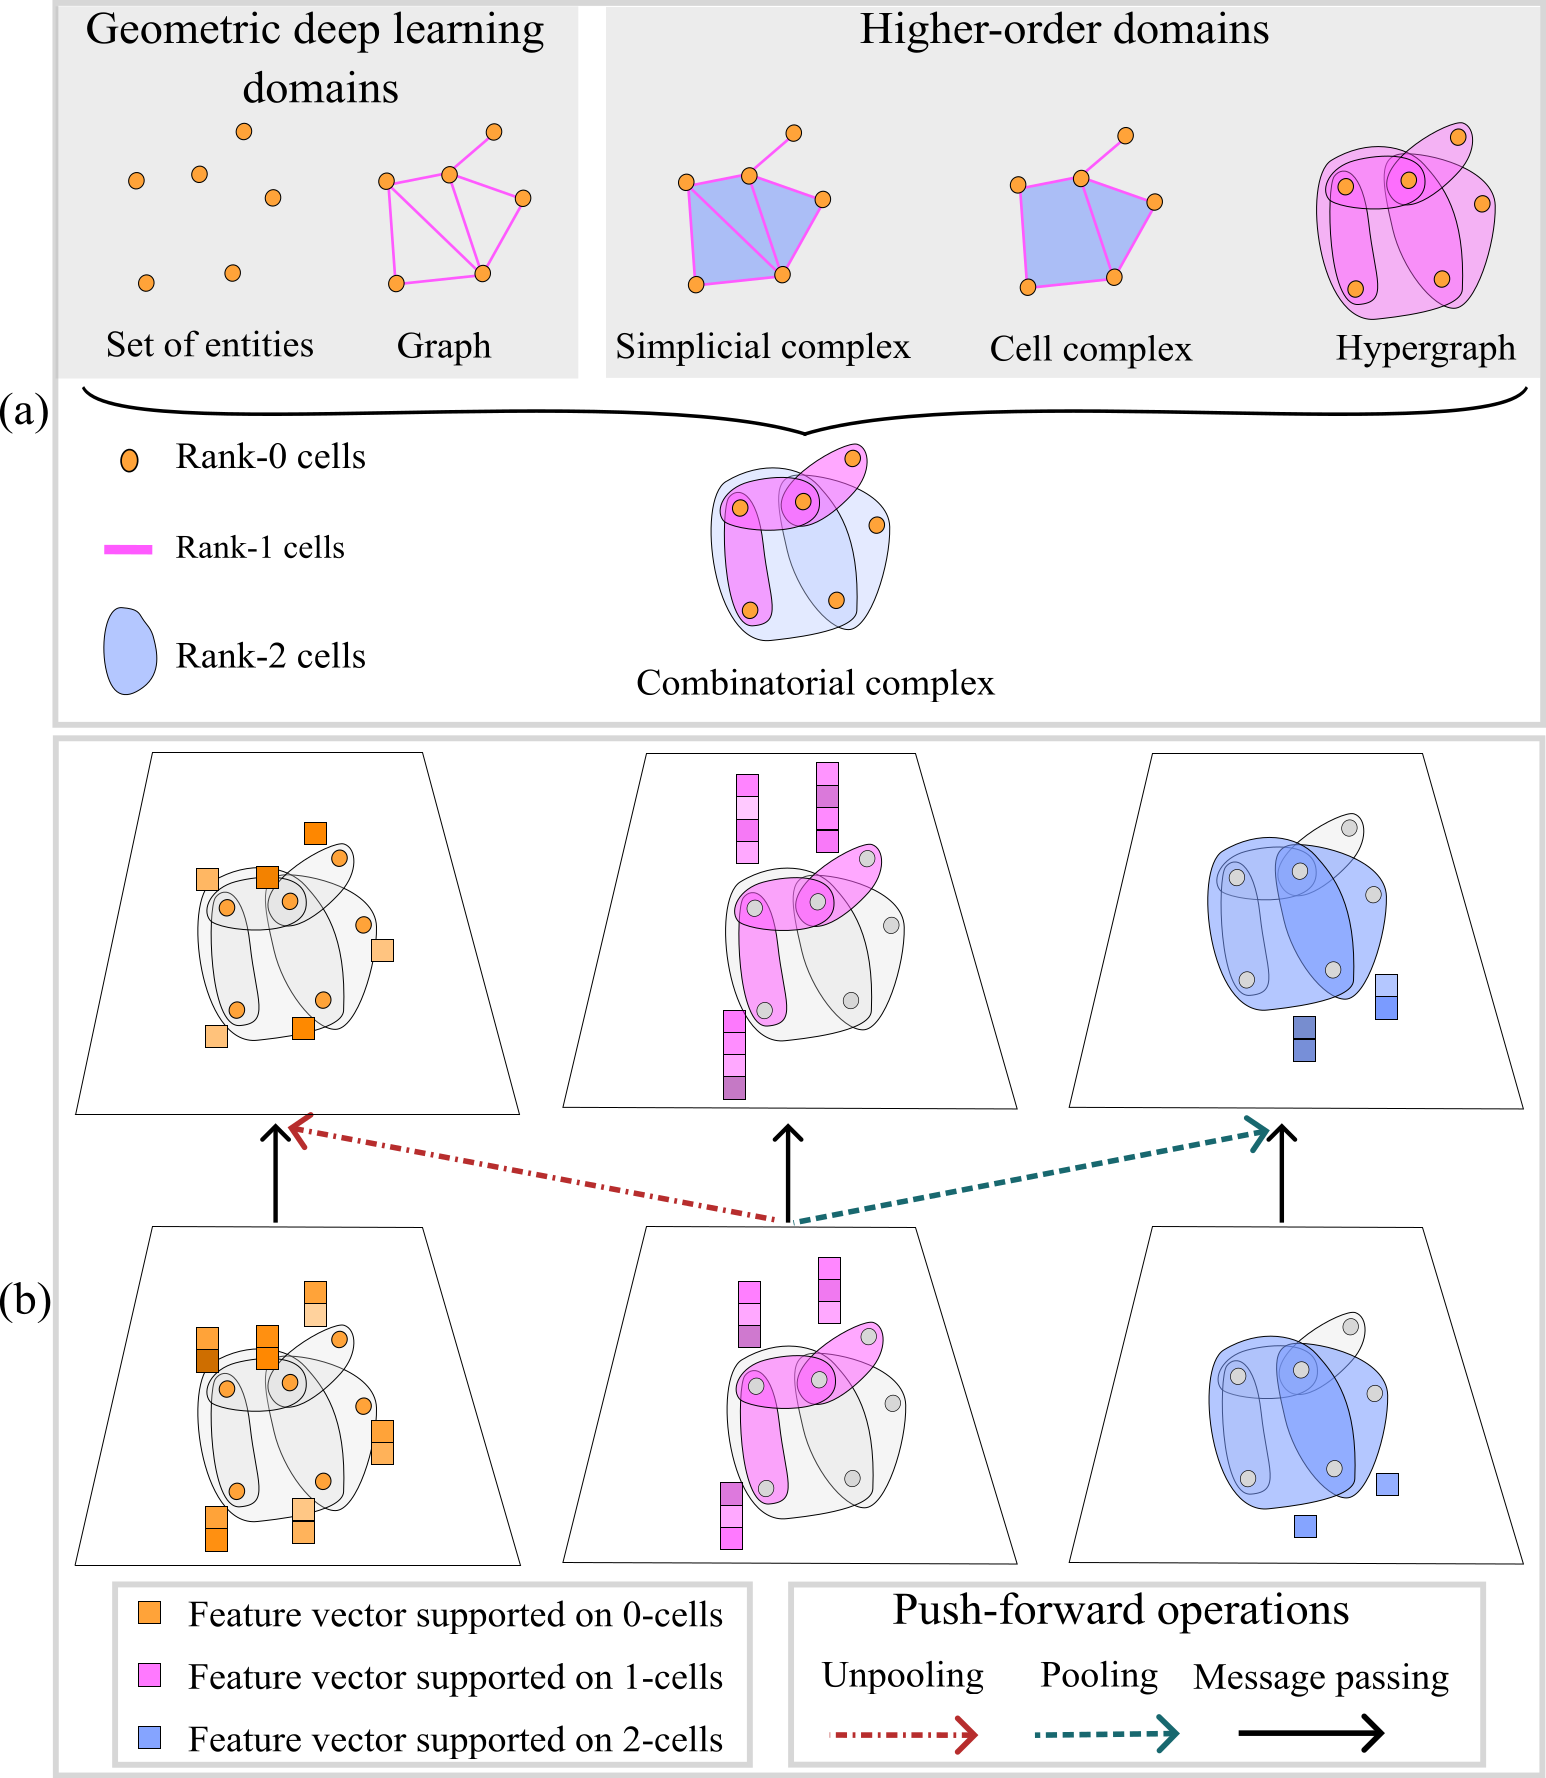 Geometric deep learning
domains
Higher-order domains
Set of entities
Graph
Simplicial complex
Cell complex
Hypergraph
(a)
Rank-0 cells
Rank-1 cells
Rank-2 cells
Combinatorial complex
(b)
Feature vector supported on 0-cells
Feature vector supported on 1-cells
Feature vector supported on 2-cells
Push-forward operations
Unpooling
Pooling
Message passing